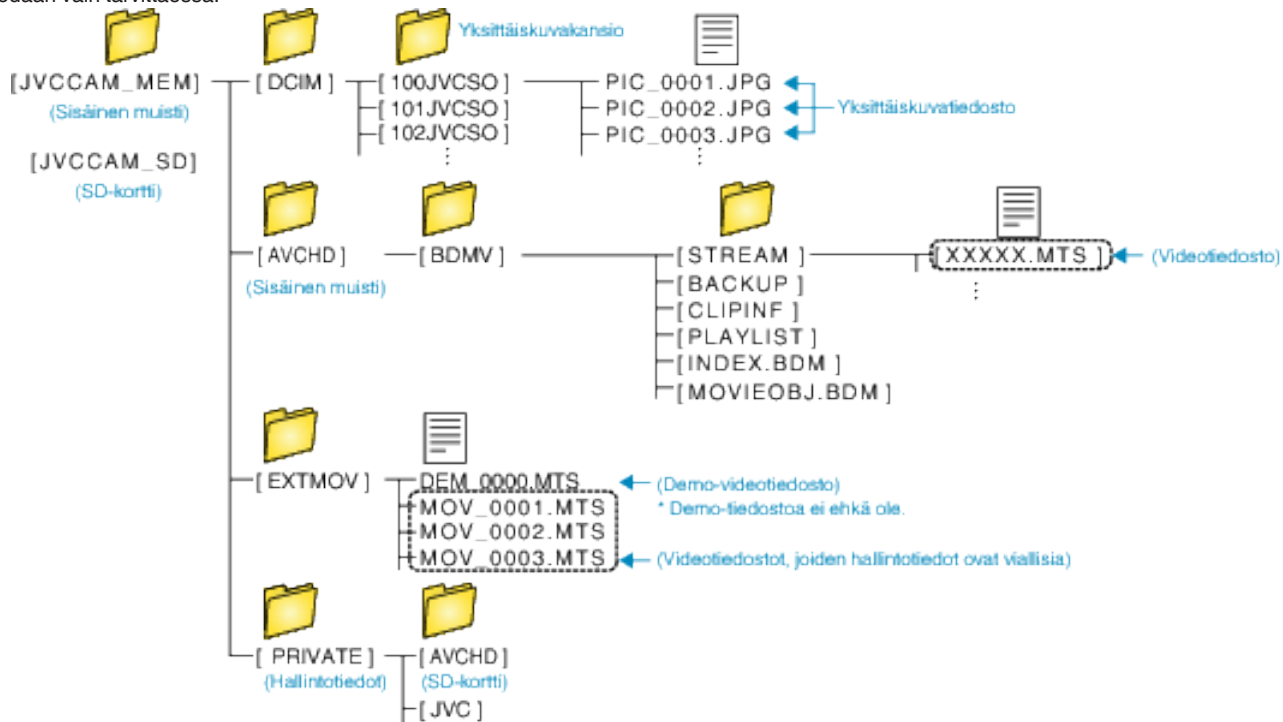 Yksittäiskuvakansio
[JVCCAM_MEM]
[DCIM]
[100JVCSO]
PIC_0001.JPG
(Sisäinen muisti)
[101JVCSO]
PIC_0002.JPG
Yksittäiskuvatiedosto
[102JVCSO]
PIC_0003.JPG
[JVCCAM_SD]
(SD-kortti)
[AVCHD]
[BDMV]
[STREAM]
[XXXXX.MTS]
(Videotiedosto)
(Sisäinen muisti)
[BACKUP]
[CLIPINF]
[PLAYLIST]
[INDEX.BDM]
[MOVIEOBJ.BDM]
[EXTMOV]
DEM_0000.MTS
(Demo-videotiedosto)
MOV_0001.MTS
* Demo-tiedostoa ei ehkä ole.
MOV_0002.MTS
MOV_0003.MTS
(Videotiedostot, joiden hallintotiedot ovat viallisia)
[PRIVATE]
[AVCHD]
(Hallintotiedot)
(SD-kortti)
[JVC]